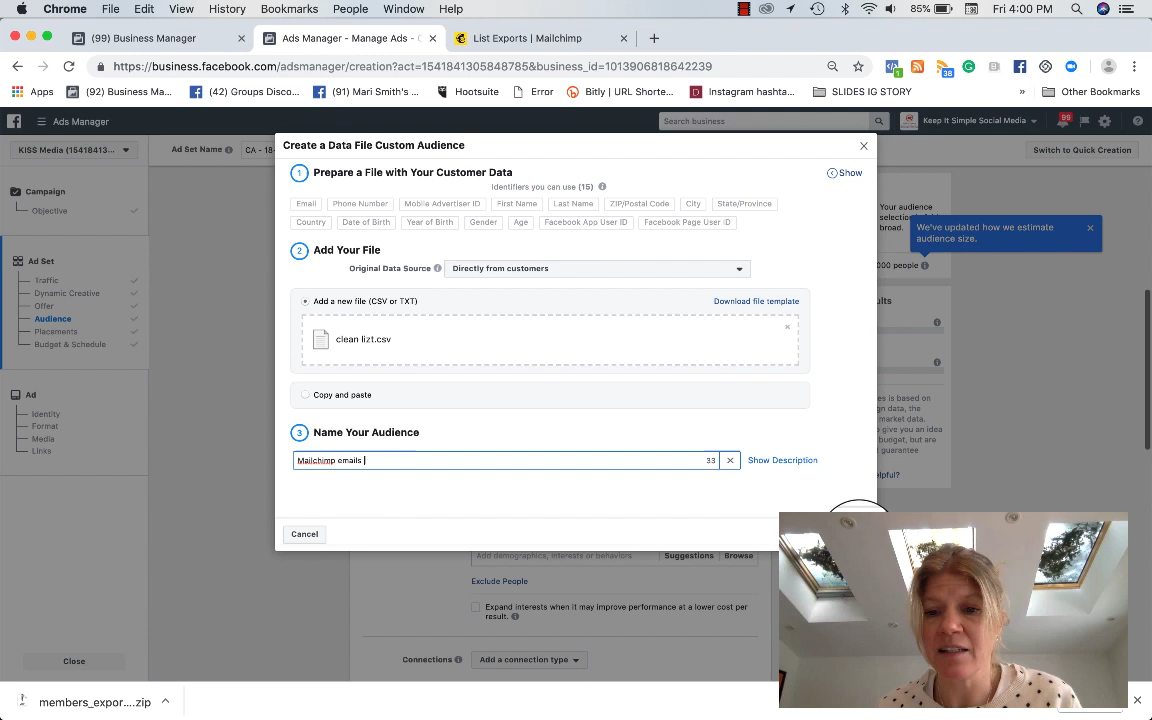 Chrome File Edit View History Bookmarks People Window Help 85% Fri 4:00 PM
(99) Business Manager Ads Manager - Manage Ads - C List Exports | Mailchimp
https://business.facebook.com/adsmanager/creation?act=1541841305848785&business_id=1013906818642239
Apps (92) Business Ma... (42) Groups Disco... (31) Mari Smith's ... Hootsuite Error Bitly | URL Shorte... Instagram hashta... SLIDES IG STORY » Other Bookmarks
Ads Manager Search business Keep It Simple Social Media 99
KISS Media (15418413... Ad Set Name CA - 18- Switch to Quick Creation
Create a Data File Custom Audience
1 Prepare a File with Your Customer Data Show
Identifiers you can use (15)
Email Phone Number Mobile Advertiser ID First Name Last Name ZIP/Postal Code City State/Province
Country Date of Birth Year of Birth Gender Age Facebook App User ID Facebook Page User ID
2 Add Your File
Original Data Source Directly from customers
Add a new file (CSV or TXT) Download file template
clean lizt.csv
Copy and paste
3 Name Your Audience
Mailchimp emails 33 Show Description
Cancel
Campaign
Objective
Ad Set
Traffic
Dynamic Creative
Offer
Audience
Placements
Budget & Schedule
Ad
Identity
Format
Media
Links
Close
Your audience
selection
broad.
We've updated how we estimate
audience size.
000 people
ults
es is based on
gn data, the
market data.
o give you an idea
budget, but are
guarantee
elpful?
Add demographics, interests or behaviors Suggestions Browse
Exclude People
Expand interests when it may improve performance at a lower cost per
result.
Connections Add a connection type
members_expor....zip